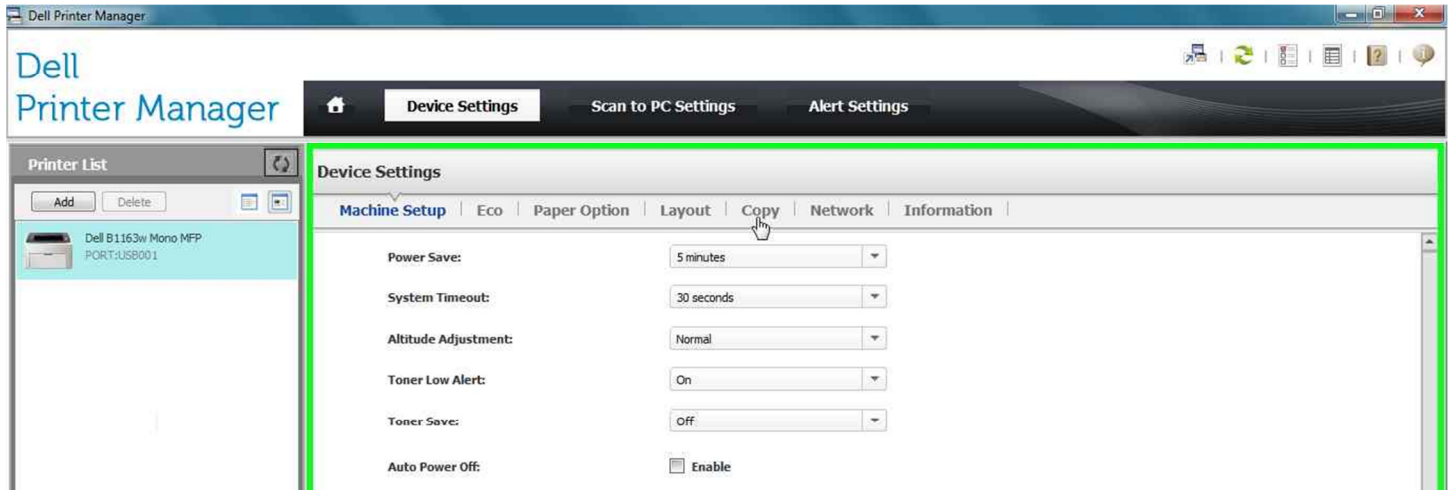 Dell Printer Manager
Dell
Printer Manager
Device Settings Scan to PC Settings Alert Settings
Printer List
Add Delete
Dell B1163w Mono MFP
PORT:USB001
Device Settings
Machine Setup | Eco | Paper Option | Layout | Copy | Network | Information |
Power Save: 5 minutes
System Timeout: 30 seconds
Altitude Adjustment: Normal
Toner Low Alert: On
Toner Save: Off
Auto Power Off: Enable